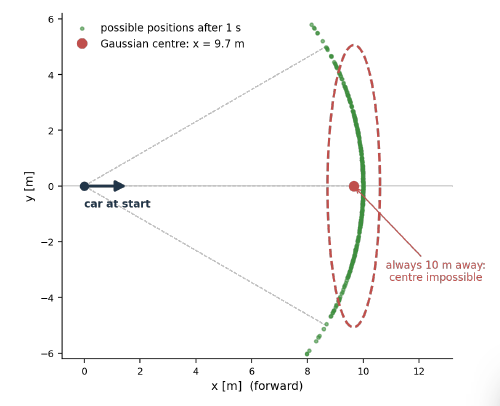 possible positions after 1 s
Gaussian centre: x = 9.7 m
6
4
2
0
−2
−4
−6
y [m]
car at start
always 10 m away:
centre impossible
0
2
4
6
8
10
12
x [m]  (forward)